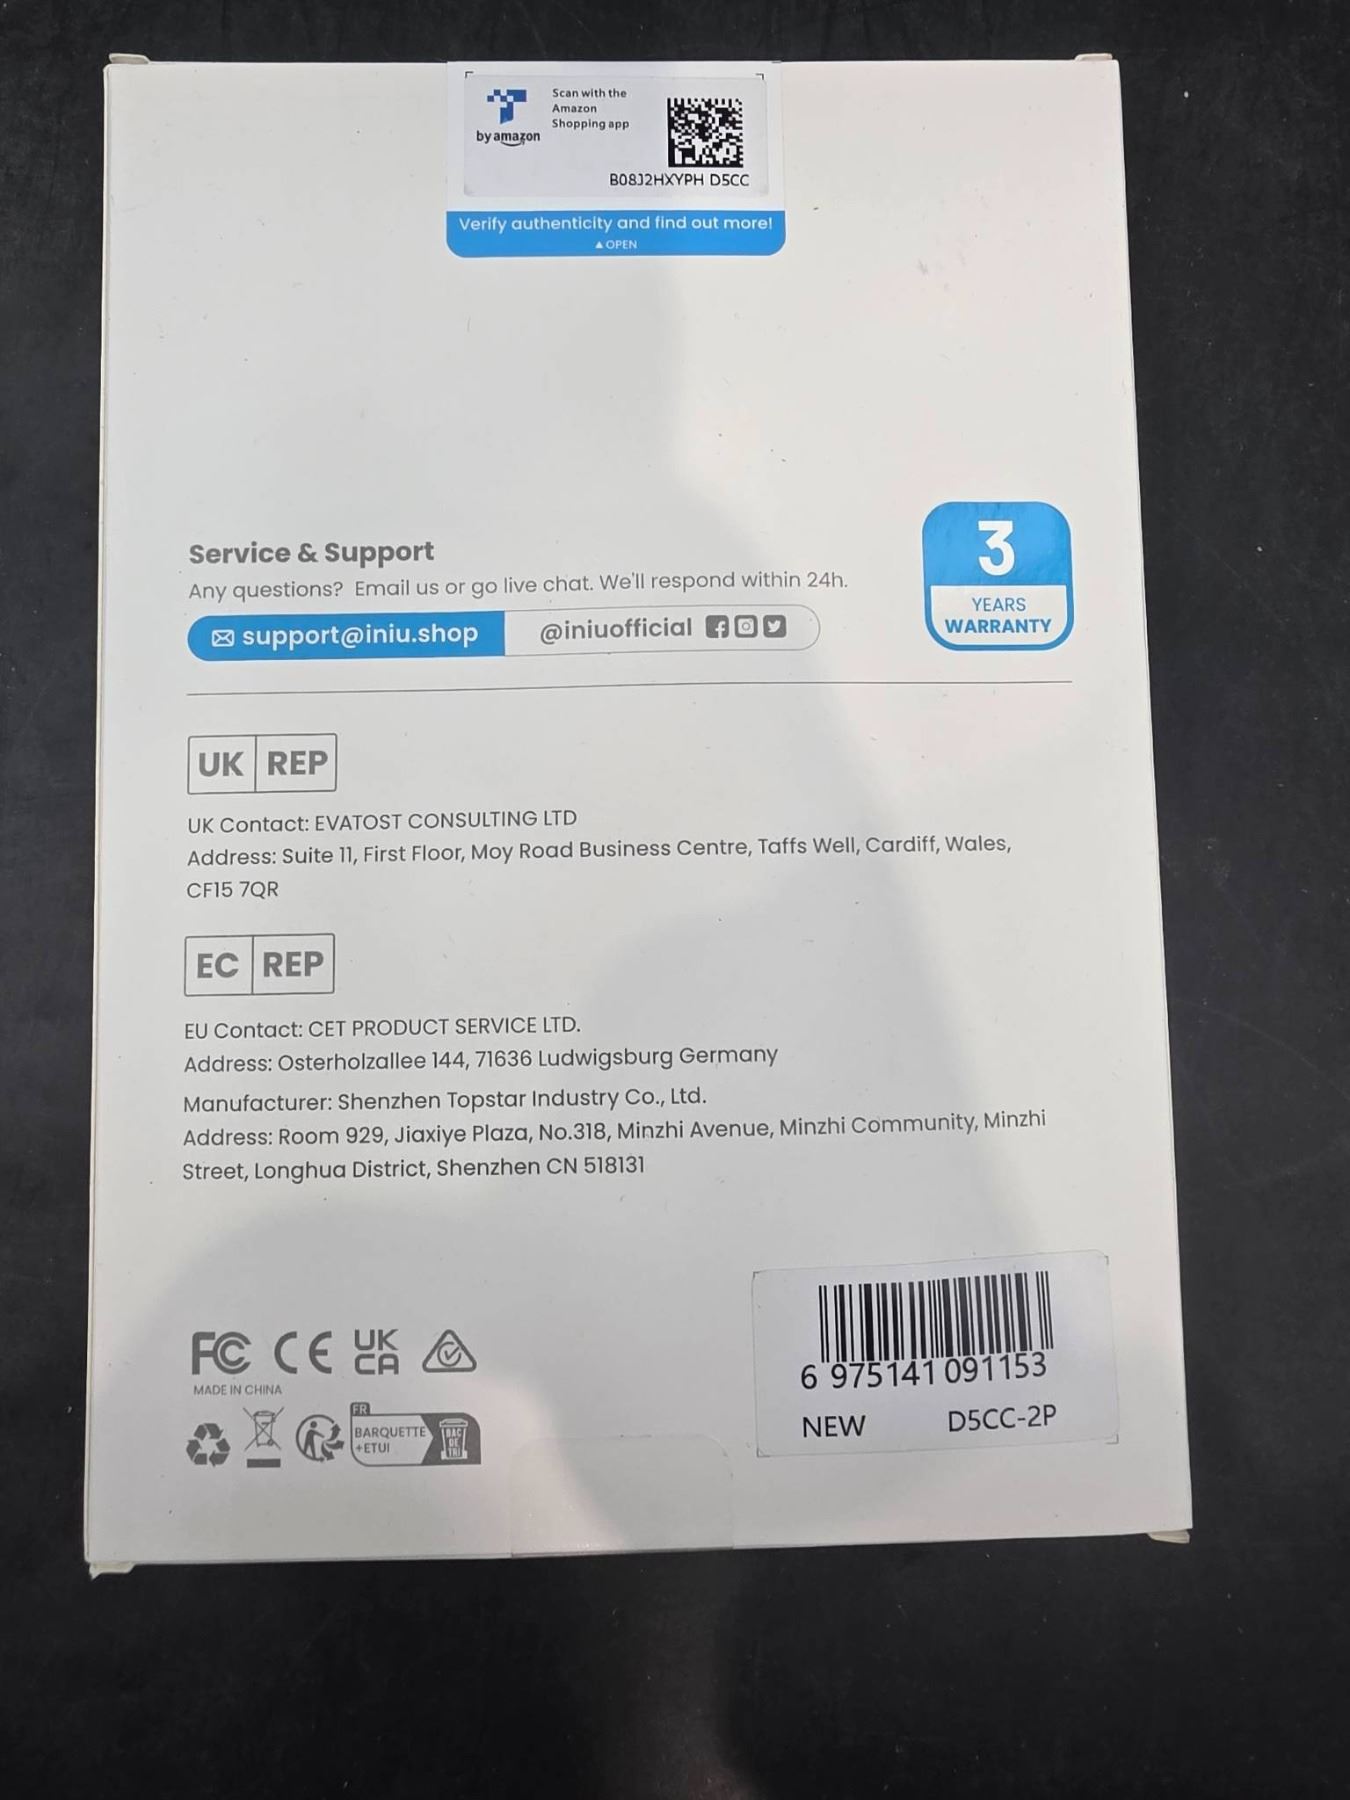 by amazon
Scan with the
Amazon
Shopping app
B08J2HXYPH D5CC
Verify authenticity and find out more!
▲ OPEN
Service & Support
Any questions? Email us or go live chat. We'll respond within 24h.
support@iniu.shop @iniuofficial
3
YEARS
WARRANTY
UK REP
UK Contact: EVATOST CONSULTING LTD
Address: Suite 11, First Floor, Moy Road Business Centre, Taffs Well, Cardiff, Wales,
CF15 7QR
EC REP
EU Contact: CET PRODUCT SERVICE LTD.
Address: Osterholzallee 144, 71636 Ludwigsburg Germany
Manufacturer: Shenzhen Topstar Industry Co., Ltd.
Address: Room 929, Jiaxiye Plaza, No.318, Minzhi Avenue, Minzhi Community, Minzhi
Street, Longhua District, Shenzhen CN 518131
FC CE UK
CA
MADE IN CHINA
FR
BARQUETTE
+ETUI
BAC
DE
TRI
6 975141 091153
NEW D5CC-2P